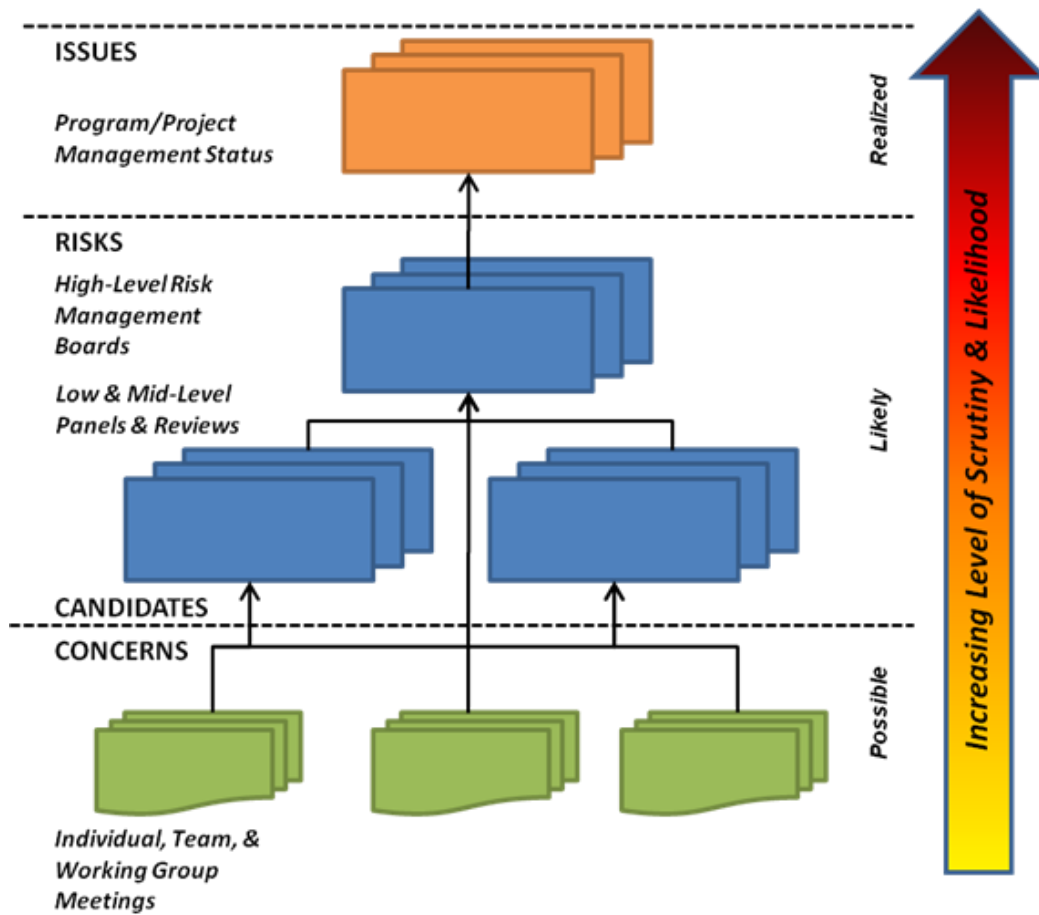 ISSUES
Program/Project
Management Status
Realized
RISKS
High-Level Risk
Management
Boards
Low & Mid-Level
Panels & Reviews
Likely
CANDIDATES
CONCERNS
Possible
Individual, Team, &
Working Group
Meetings
Increasing Level of Scrutiny & Likelihood